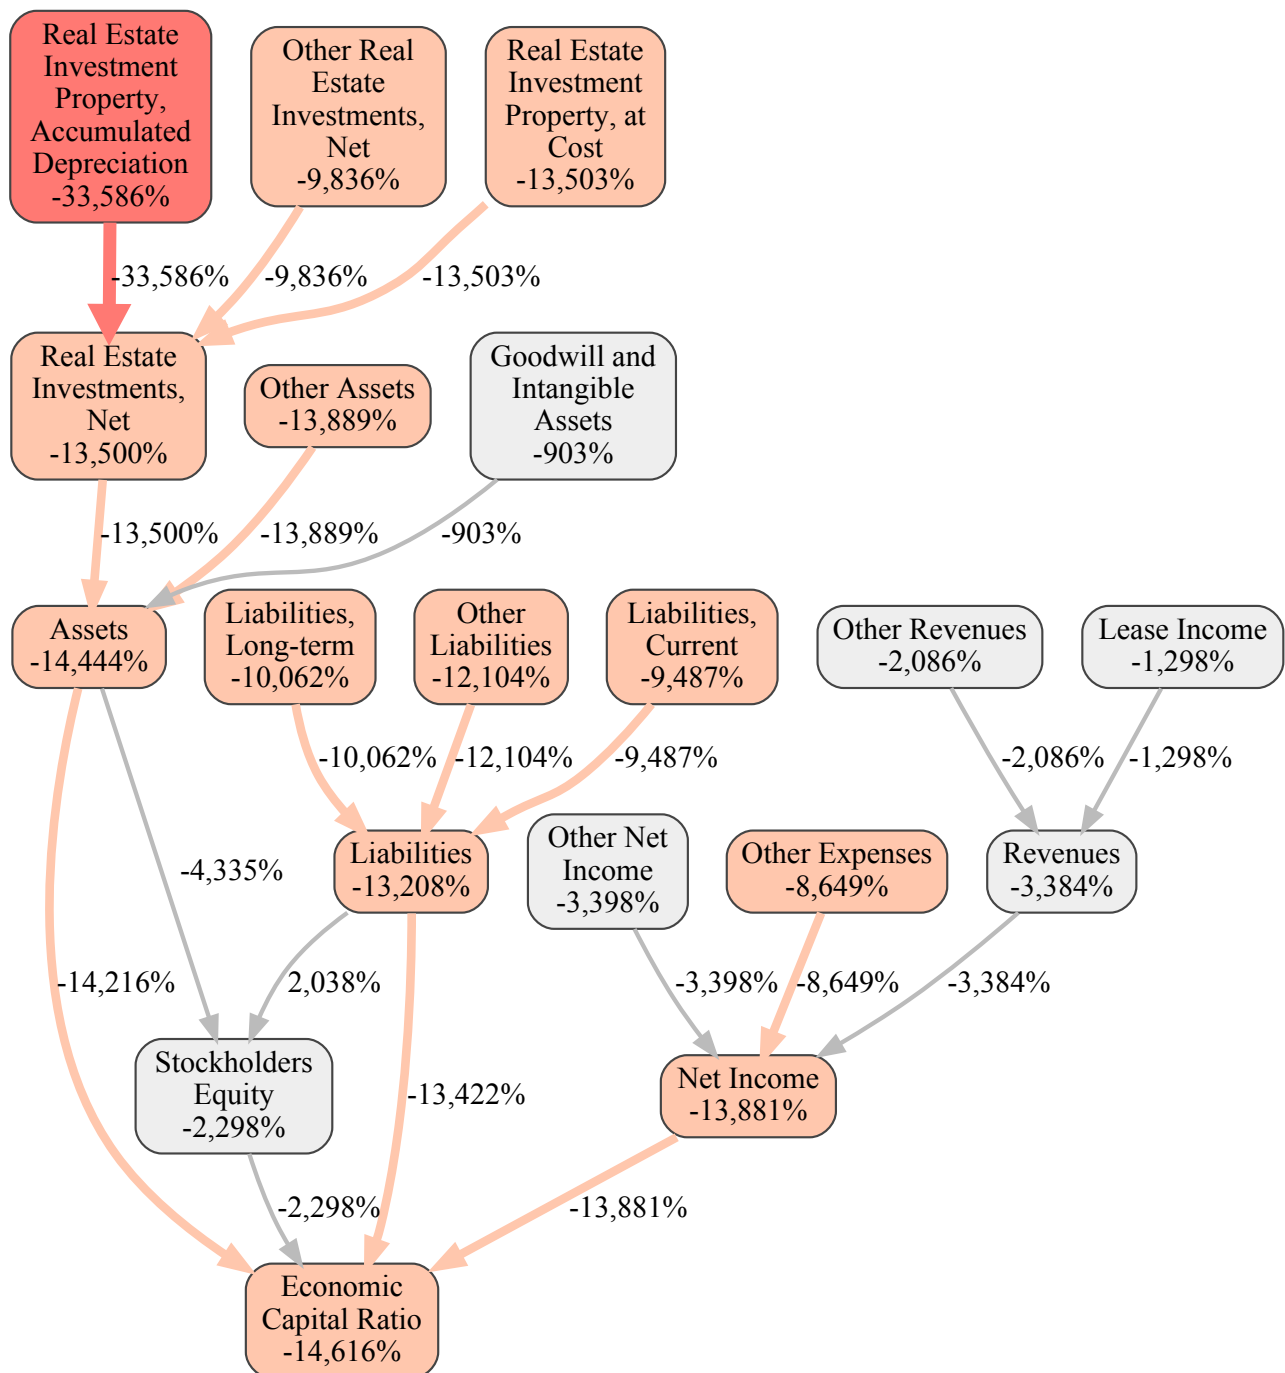 Real Estate
Investment
Property,
Accumulated
Depreciation
-33,586%
Other Real
Estate
Investments,
Net
-9,836%
Real Estate
Investment
Property, at
Cost
-13,503%
-33,586%
-9,836%
-13,503%
Real Estate
Investments,
Net
-13,500%
Other Assets
-13,889%
Goodwill and
Intangible
Assets
-903%
-13,500%
-13,889%
-903%
Assets
-14,444%
Liabilities,
Long-term
-10,062%
Other
Liabilities
-12,104%
Liabilities,
Current
-9,487%
Other Revenues
-2,086%
Lease Income
-1,298%
-10,062%
-12,104%
-9,487%
-2,086%
-1,298%
-4,335%
Liabilities
-13,208%
Other Net
Income
-3,398%
Other Expenses
-8,649%
Revenues
-3,384%
-14,216%
2,038%
-3,398%
-8,649%
-3,384%
Stockholders
Equity
-2,298%
-13,422%
Net Income
-13,881%
-2,298%
-13,881%
Economic
Capital Ratio
-14,616%